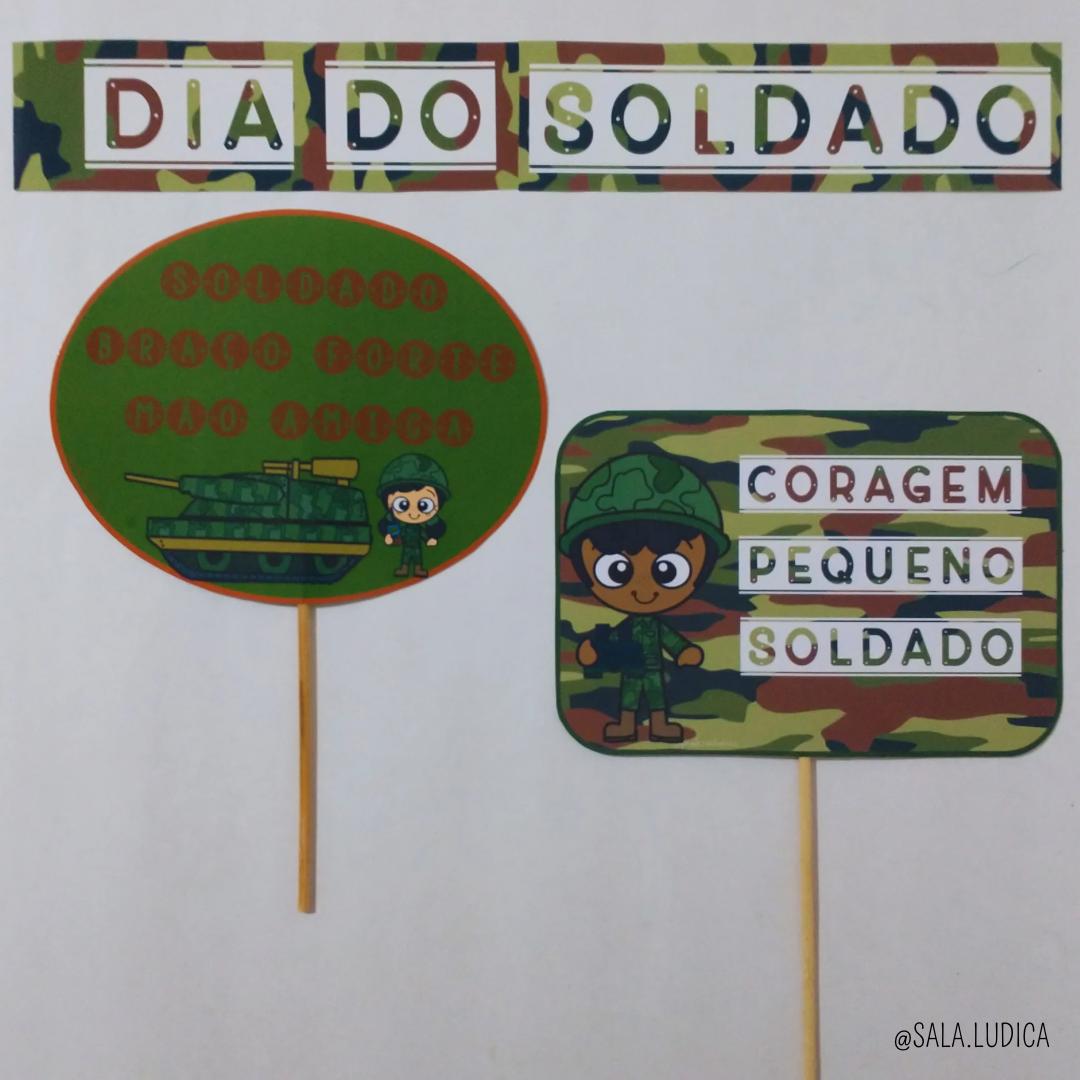 DIA DO SOLDADO
SOLDADO
BRAÇO FORTE
MÃO AMIGA
CORAGEM
PEQUENO
SOLDADO
@SALA.LUDICA